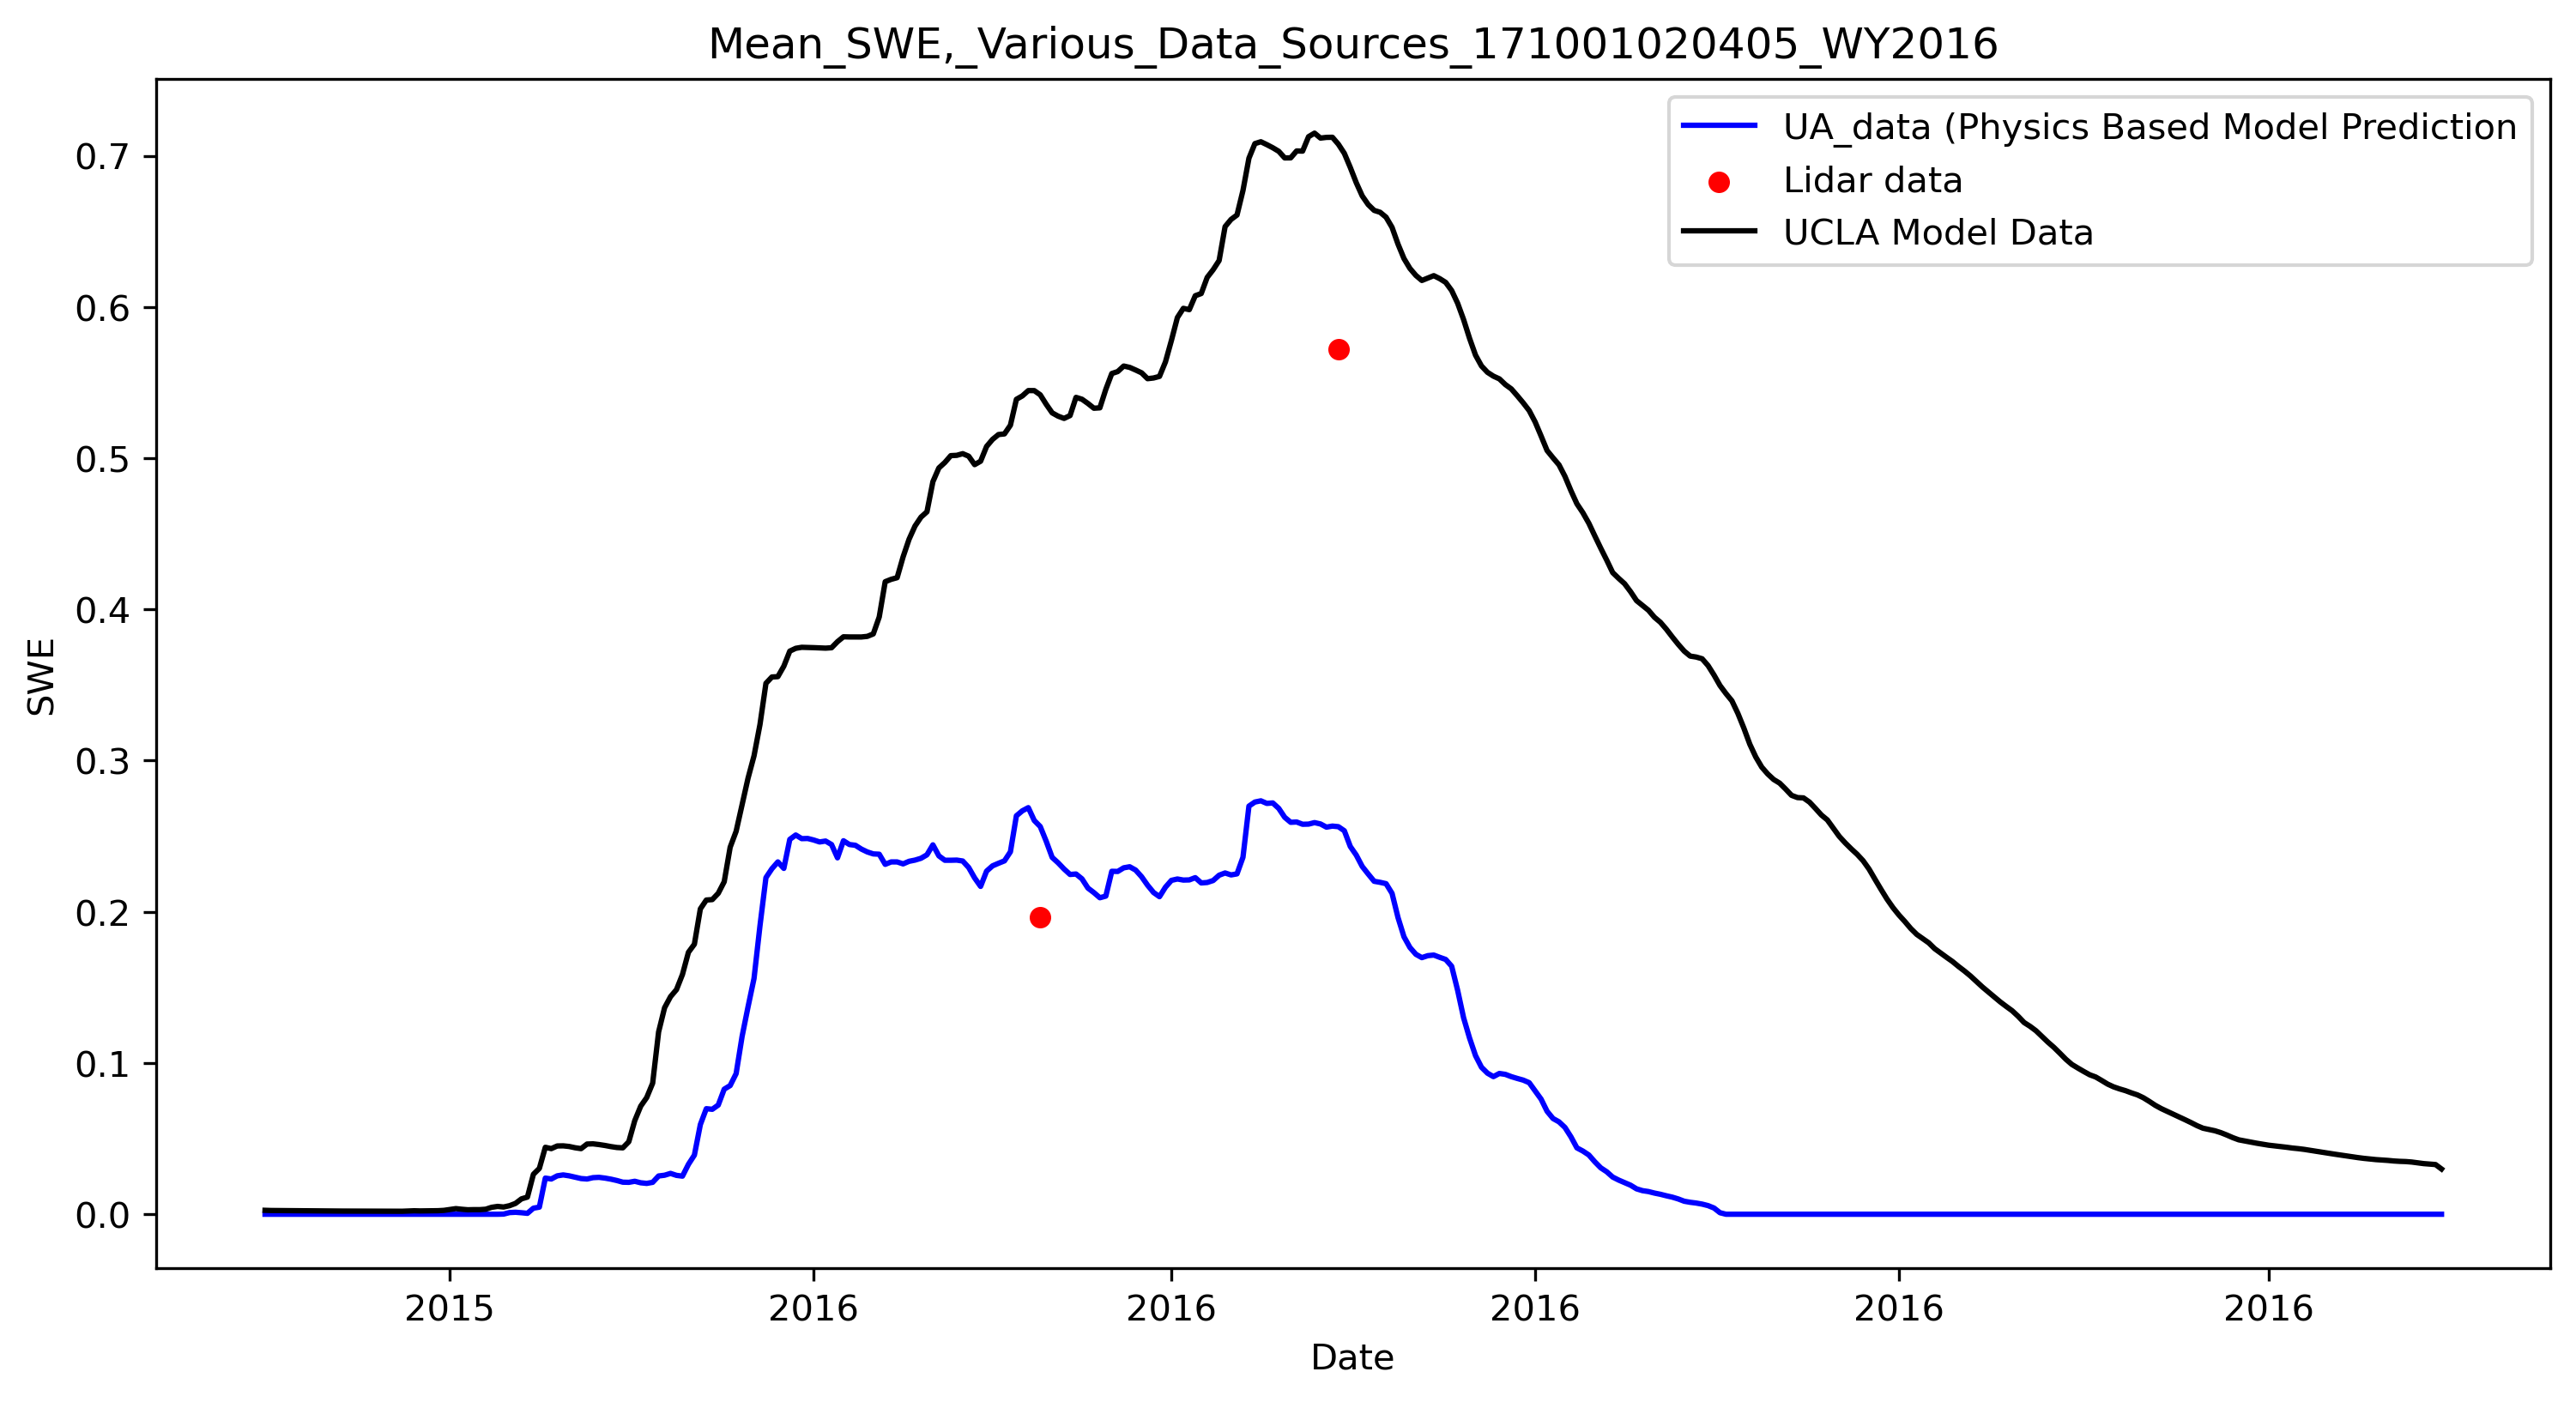 Mean_SWE,_Various_Data_Sources_171001020405_WY2016
UA_data (Physics Based Model Prediction
Lidar data
UCLA Model Data
0.7
0.6
0.5
0.4
0.3
0.2
0.1
0.0
SWE
2015 2016 2016 2016 2016 2016
Date